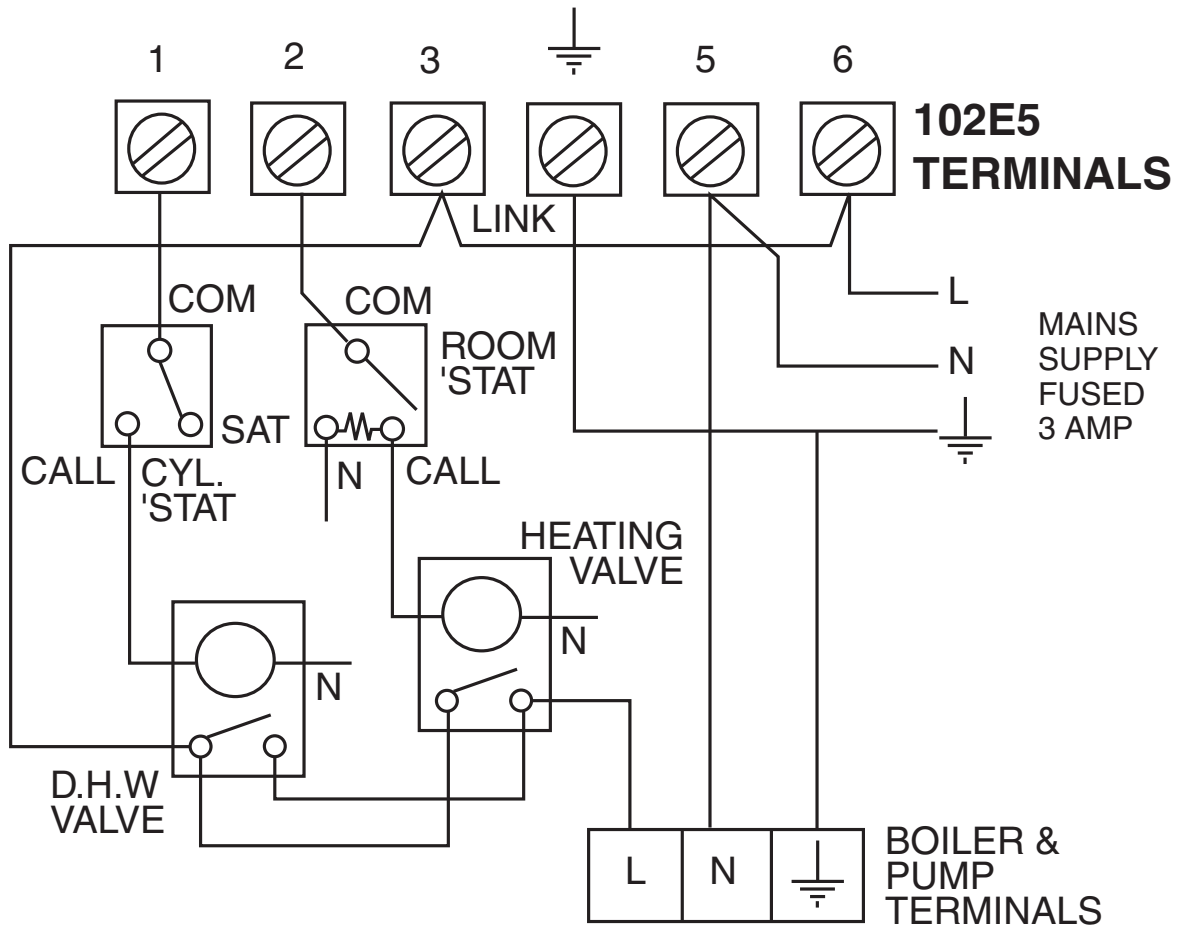 1 2 3 5 6
102E5
TERMINALS
LINK
COM
COM
L
MAINS
SUPPLY
FUSED
3 AMP
ROOM
'STAT
N
SAT
CALL
CYL.
'STAT
N
CALL
HEATING
VALVE
N
N
D.H.W
VALVE
L
N
BOILER &
PUMP
TERMINALS